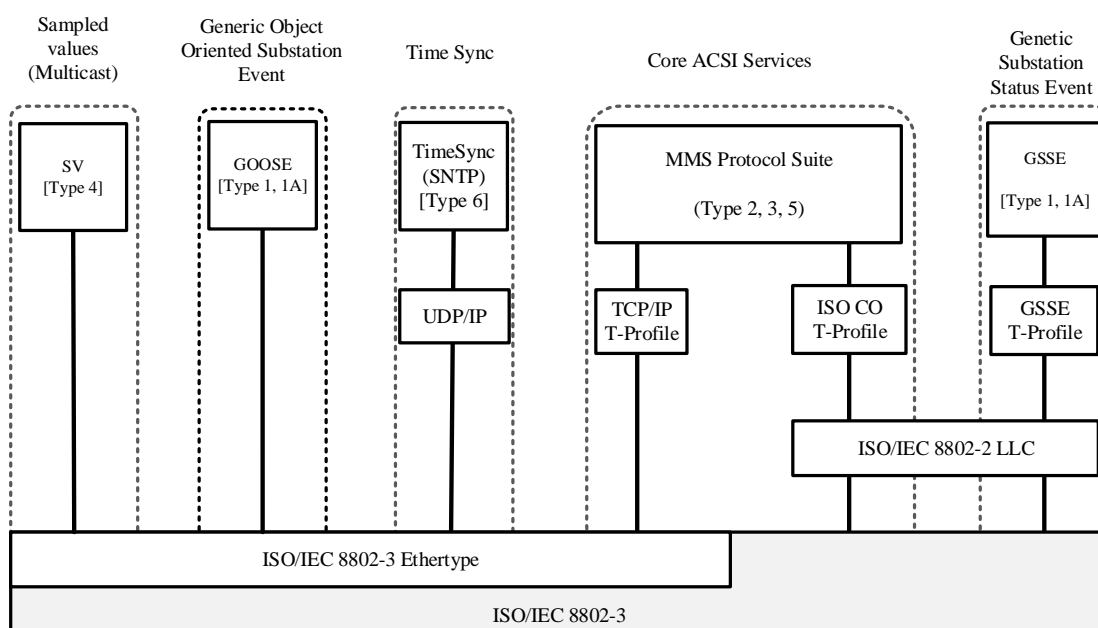 Sampled
values
(Multicast)
Generic Object
Oriented Substation
Event
Time Sync
Core ACSI Services
Genetic
Substation
Status Event
SV
[Type 4]
GOOSE
[Type 1, 1A]
TimeSync
(SNTP)
[Type 6]
MMS Protocol Suite
(Type 2, 3, 5)
GSSE
[Type 1, 1A]
UDP/IP
TCP/IP
T-Profile
ISO CO
T-Profile
GSSE
T-Profile
ISO/IEC 8802-2 LLC
ISO/IEC 8802-3 Ethertype
ISO/IEC 8802-3